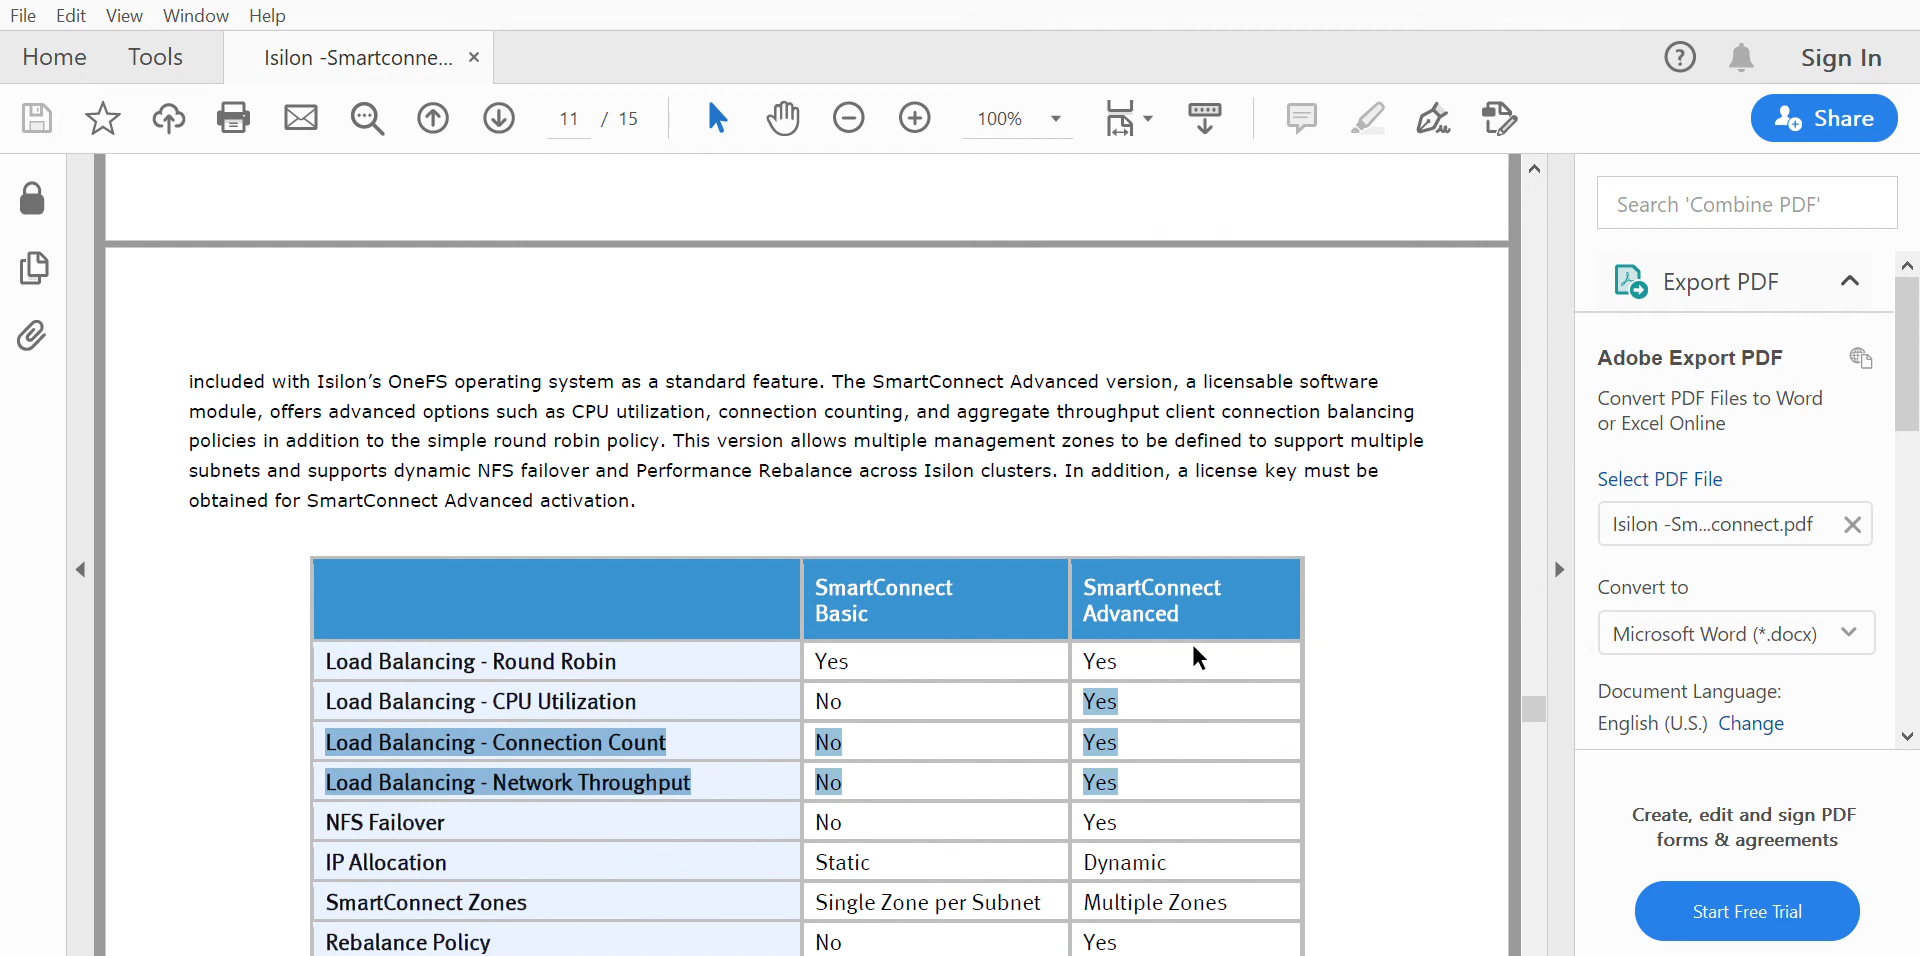 File Edit View Window Help
Home Tools Isilon -Smartconne... ×
? Sign In
11 / 15 100% Share
Search 'Combine PDF'
Export PDF
Adobe Export PDF
Convert PDF Files to Word
or Excel Online
Select PDF File
Isilon -Sm...connect.pdf
Convert to
Microsoft Word (*.docx)
Document Language:
English (U.S.) Change
Create, edit and sign PDF
forms & agreements
Start Free Trial
included with Isilon’s OneFS operating system as a standard feature. The SmartConnect Advanced version, a licensable software
module, offers advanced options such as CPU utilization, connection counting, and aggregate throughput client connection balancing
policies in addition to the simple round robin policy. This version allows multiple management zones to be defined to support multiple
subnets and supports dynamic NFS failover and Performance Rebalance across Isilon clusters. In addition, a license key must be
obtained for SmartConnect Advanced activation.
SmartConnect Basic SmartConnect Advanced
Load Balancing - Round Robin Yes Yes
Load Balancing - CPU Utilization No Yes
Load Balancing - Connection Count No Yes
Load Balancing - Network Throughput No Yes
NFS Failover No Yes
IP Allocation Static Dynamic
SmartConnect Zones Single Zone per Subnet Multiple Zones
Rebalance Policy No Yes